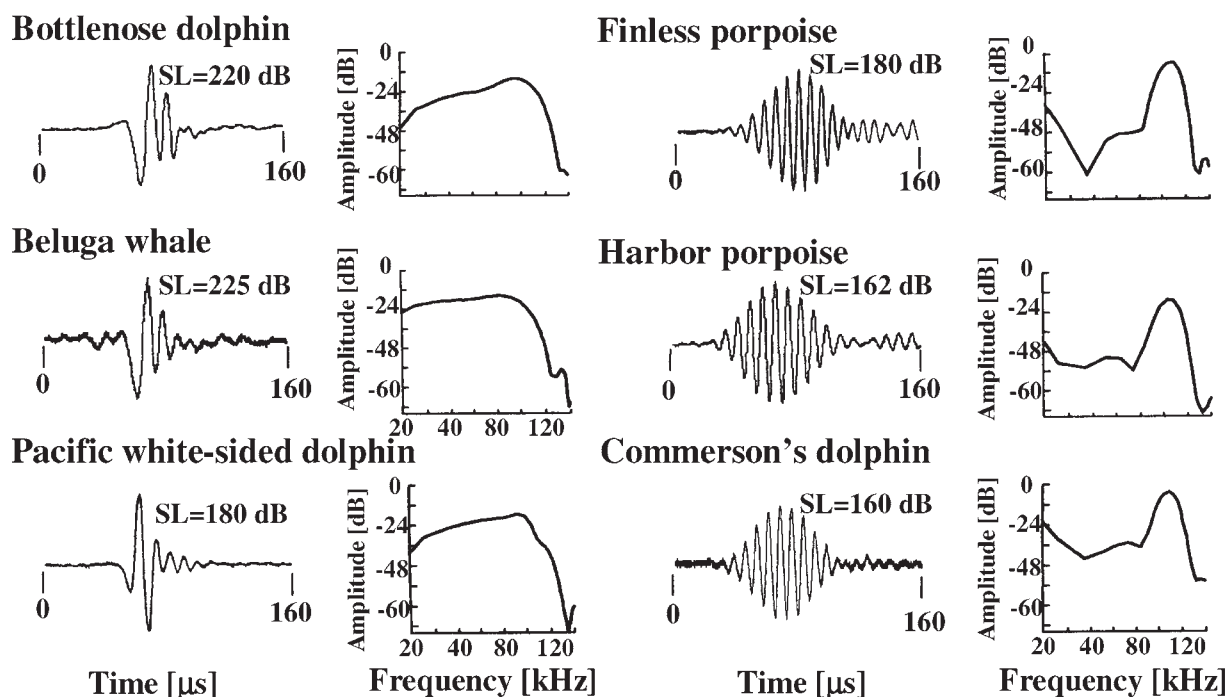 Bottlenose dolphin
SL=220 dB
0
160
Amplitude [dB]
0
-24
-48
-60
Finless porpoise
SL=180 dB
0
160
Amplitude [dB]
0
-24
-48
-60
Beluga whale
SL=225 dB
0
160
Amplitude [dB]
0
-24
-48
-60
20 40 80 120
Harbor porpoise
SL=162 dB
0
160
Amplitude [dB]
0
-24
-48
-60
Pacific white-sided dolphin
SL=180 dB
0
160
Amplitude [dB]
0
-24
-48
-60
20 40 80 120
Time [μs]
Frequency [kHz]
Commerson's dolphin
SL=160 dB
0
160
Amplitude [dB]
0
-24
-48
-60
20 40 80 120
Time [μs]
Frequency [kHz]